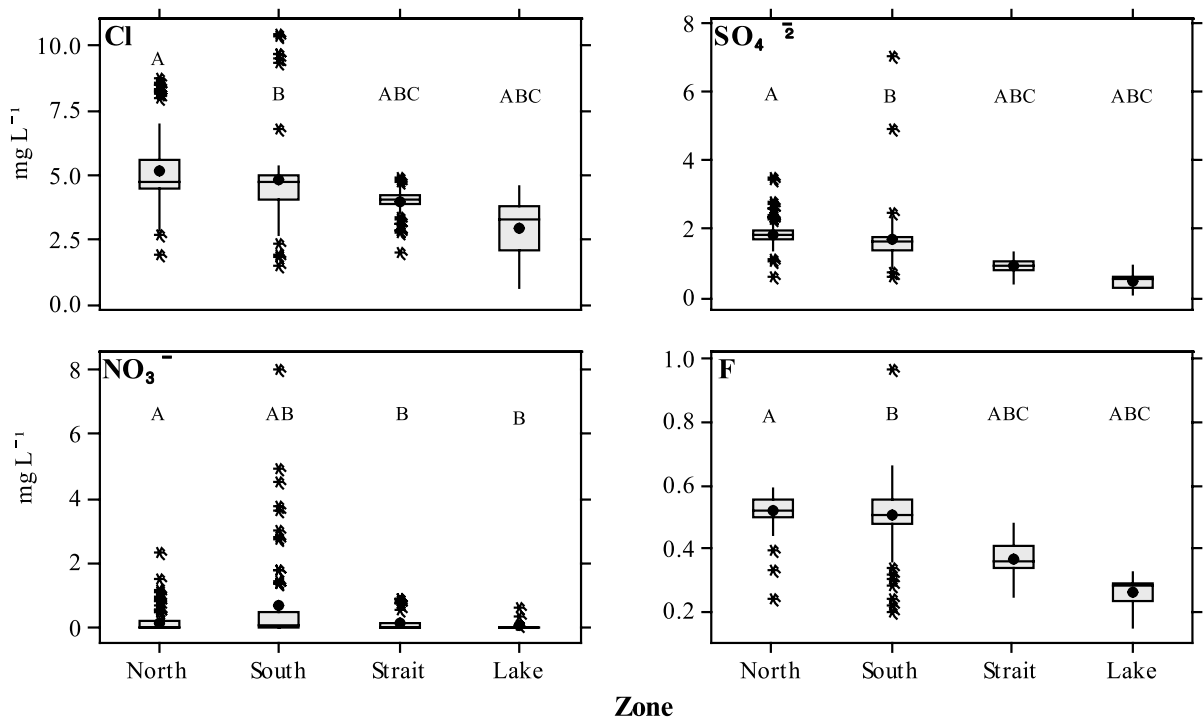 Cl
10.0
7.5
5.0
2.5
0.0
mg L⁻¹
A B ABC ABC
SO₄⁻²
8
6
4
2
0
A B ABC ABC
NO₃⁻
8
6
4
2
0
mg L⁻¹
A AB B B
North South Strait Lake
F
1.0
0.8
0.6
0.4
0.2
A B ABC ABC
North South Strait Lake
Zone